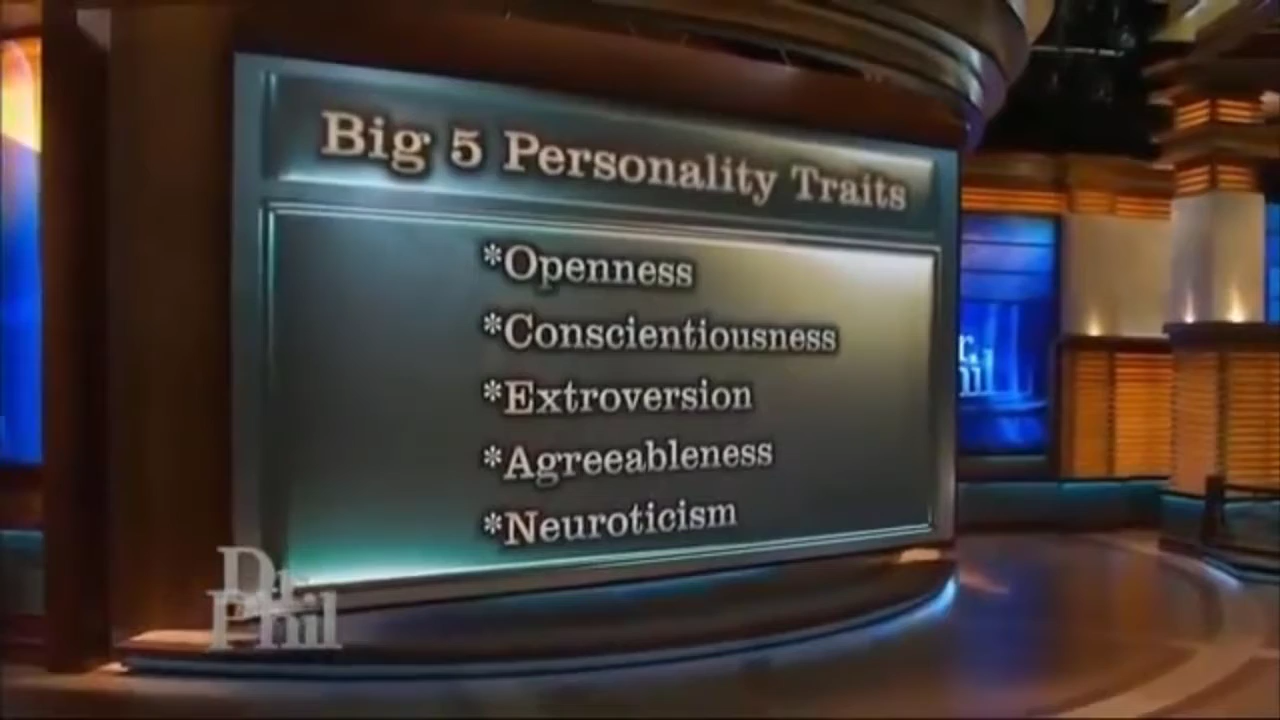 Big 5 Personality Traits
*Openness
*Conscientiousness
*Extroversion
*Agreeableness
*Neuroticism
Dr.
Phil